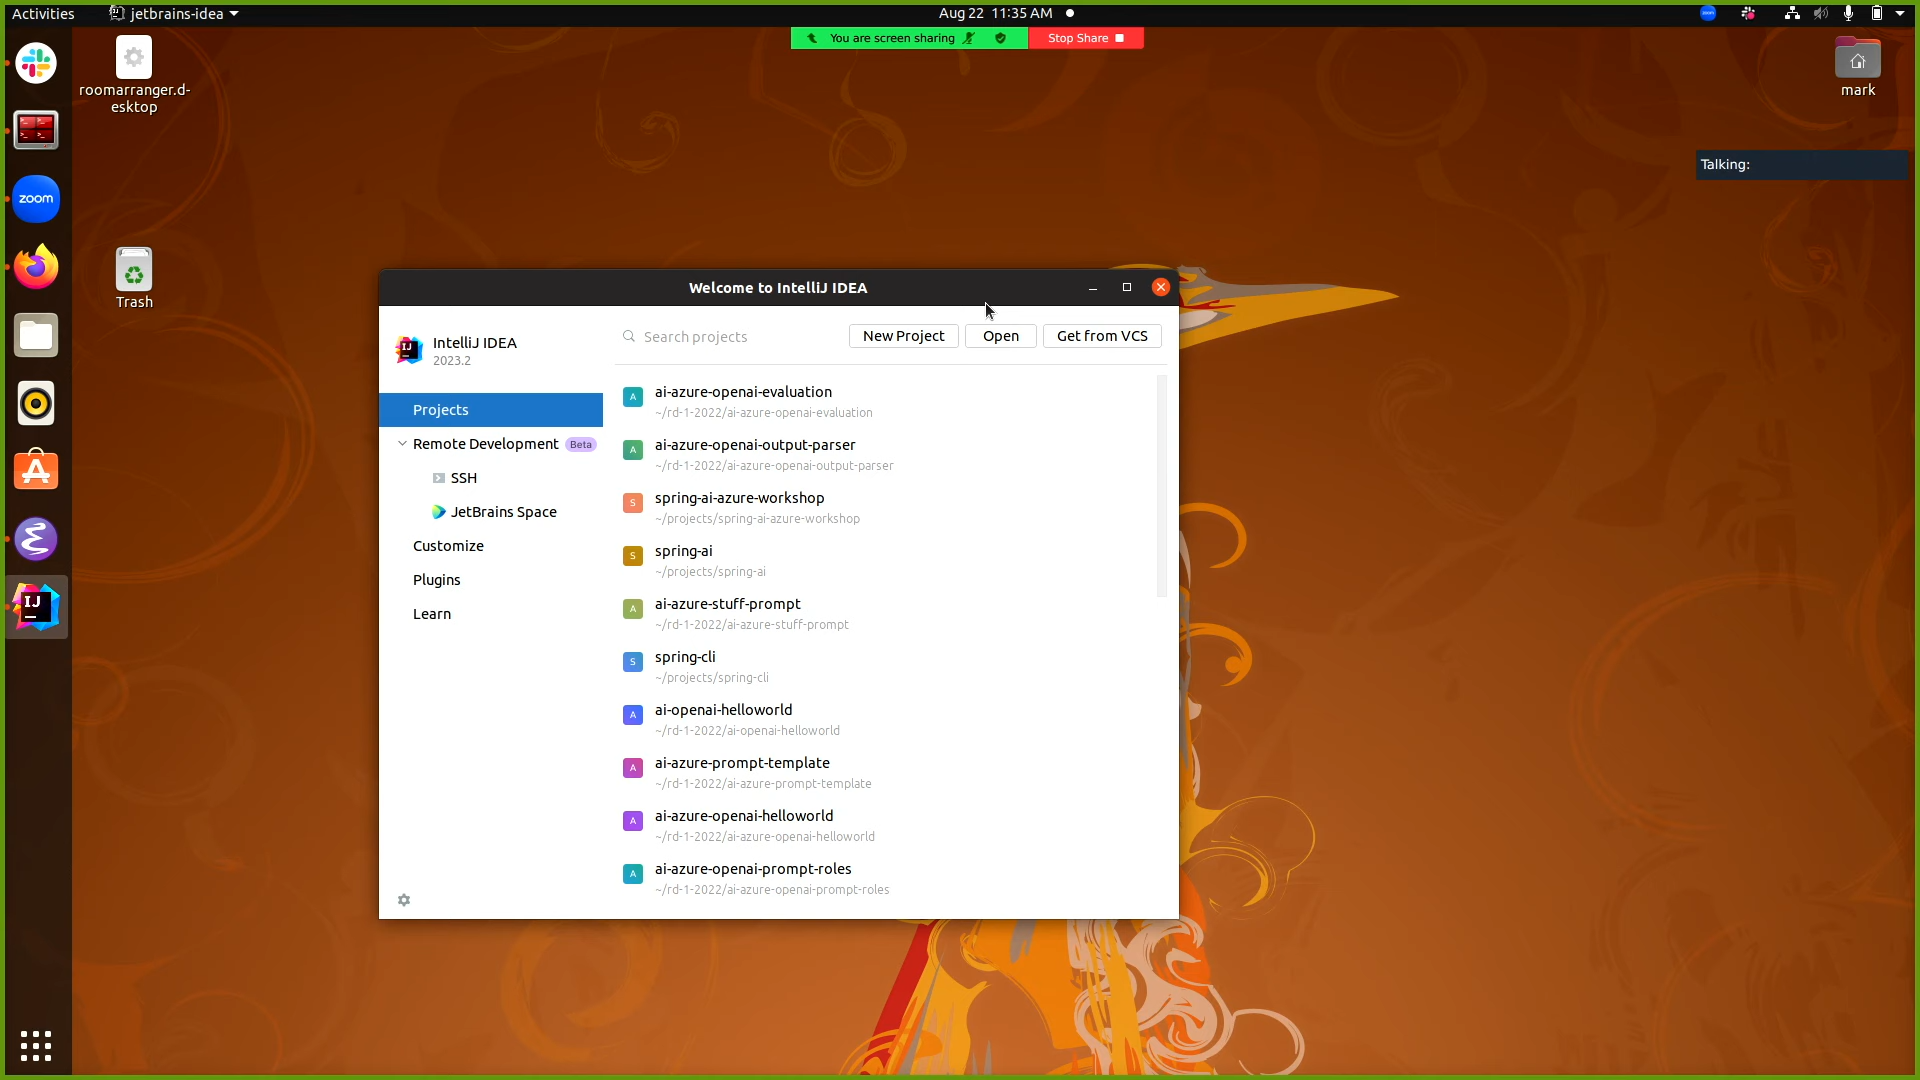 Activities
jetbrains-idea
Aug 22 11:35 AM
zoom
You are screen sharing
Stop Share
roomarranger.d-
esktop
mark
Talking:
zoom
Trash
Welcome to IntelliJ IDEA
IJ
IntelliJ IDEA
2023.2
Search projects
New Project
Open
Get from VCS
Projects
Remote Development
Beta
SSH
JetBrains Space
Customize
Plugins
Learn
A
ai-azure-openai-evaluation
~/rd-1-2022/ai-azure-openai-evaluation
A
ai-azure-openai-output-parser
~/rd-1-2022/ai-azure-openai-output-parser
S
spring-ai-azure-workshop
~/projects/spring-ai-azure-workshop
S
spring-ai
~/projects/spring-ai
A
ai-azure-stuff-prompt
~/rd-1-2022/ai-azure-stuff-prompt
S
spring-cli
~/projects/spring-cli
A
ai-openai-helloworld
~/rd-1-2022/ai-openai-helloworld
A
ai-azure-prompt-template
~/rd-1-2022/ai-azure-prompt-template
A
ai-azure-openai-helloworld
~/rd-1-2022/ai-azure-openai-helloworld
A
ai-azure-openai-prompt-roles
~/rd-1-2022/ai-azure-openai-prompt-roles
IJ